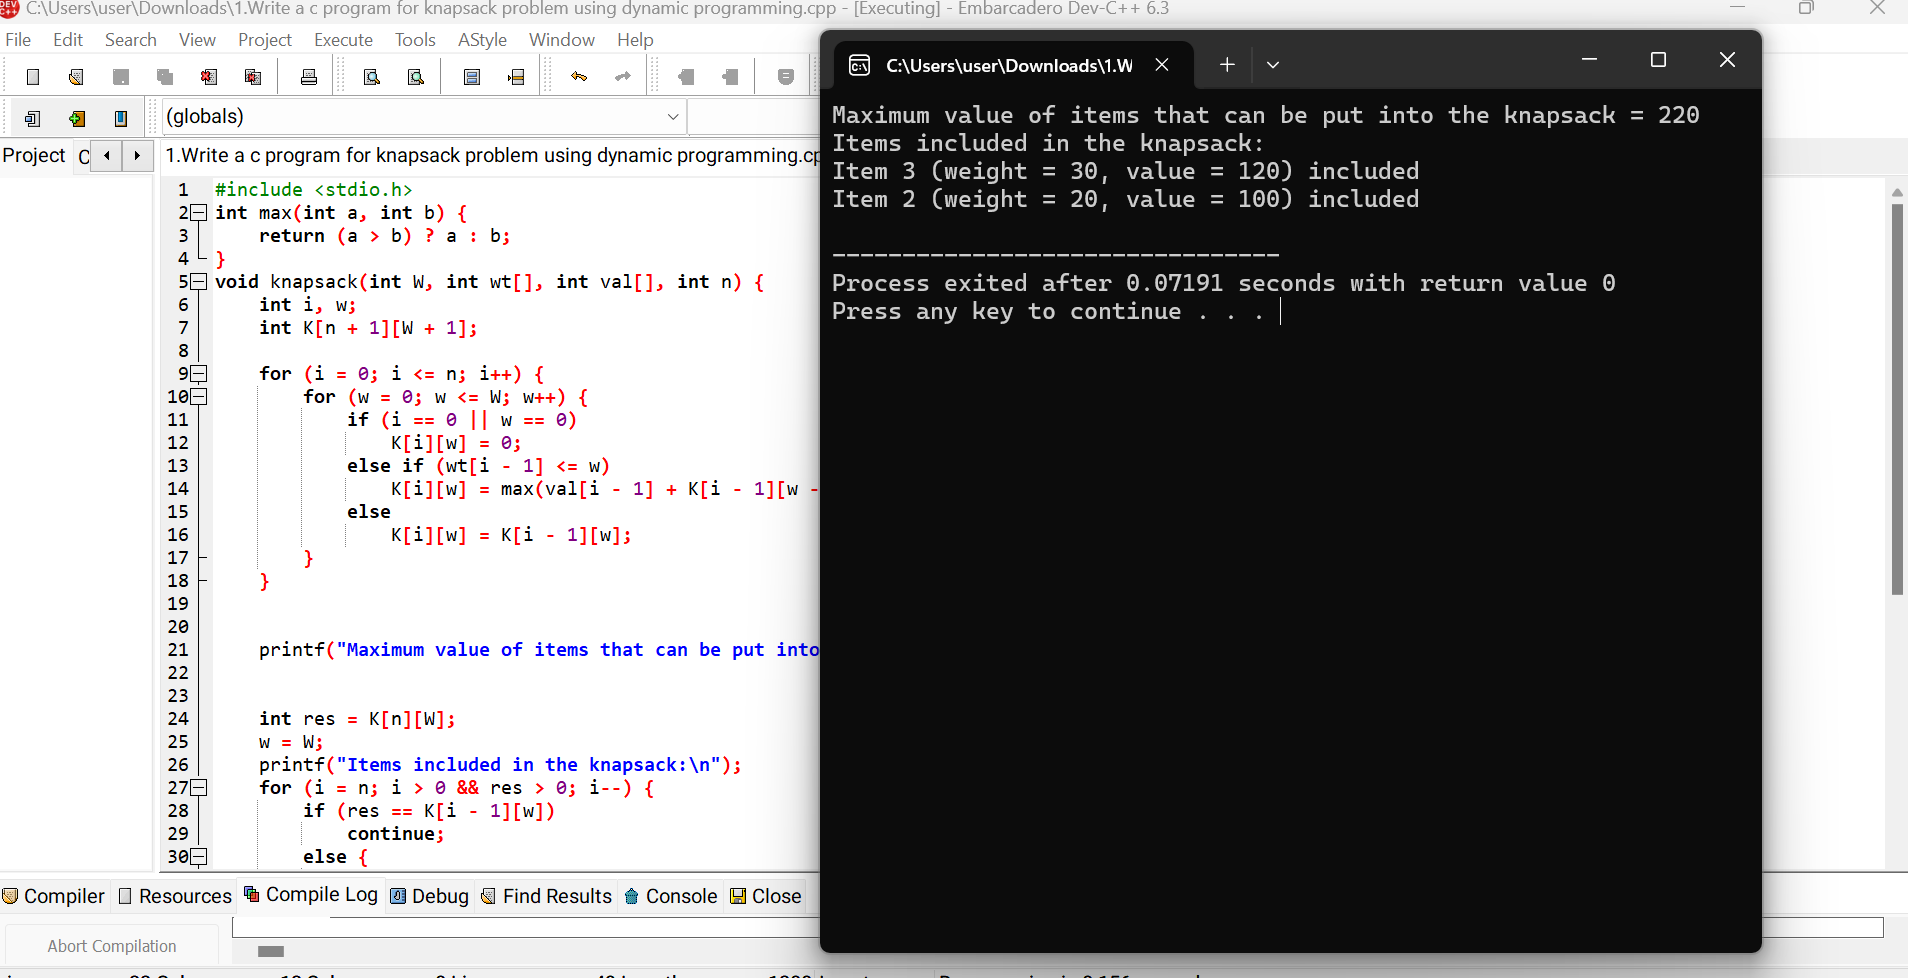 C:\Users\user\Downloads\1.Write a c program for knapsack problem using dynamic programming.cpp - [Executing] - Embarcadero Dev-C++ 6.3
File Edit Search View Project Execute Tools AStyle Window Help
(globals)
Project C
1.Write a c program for knapsack problem using dynamic programming.cp
1 #include <stdio.h>
2 int max(int a, int b) {
3     return (a > b) ? a : b;
4 }
5 void knapsack(int W, int wt[], int val[], int n) {
6     int i, w;
7     int K[n + 1][W + 1];
8
9     for (i = 0; i <= n; i++) {
10         for (w = 0; w <= W; w++) {
11             if (i == 0 || w == 0)
12                 K[i][w] = 0;
13             else if (wt[i - 1] <= w)
14                 K[i][w] = max(val[i - 1] + K[i - 1][w -
15             else
16                 K[i][w] = K[i - 1][w];
17         }
18     }
19
20
21     printf("Maximum value of items that can be put into
22
23
24     int res = K[n][W];
25     w = W;
26     printf("Items included in the knapsack:\n");
27     for (i = n; i > 0 && res > 0; i--) {
28         if (res == K[i - 1][w])
29             continue;
30         else {
Compiler Resources Compile Log Debug Find Results Console Close
Abort Compilation
C:\Users\user\Downloads\1.W
Maximum value of items that can be put into the knapsack = 220
Items included in the knapsack:
Item 3 (weight = 30, value = 120) included
Item 2 (weight = 20, value = 100) included
--------------------------------
Process exited after 0.07191 seconds with return value 0
Press any key to continue . . .